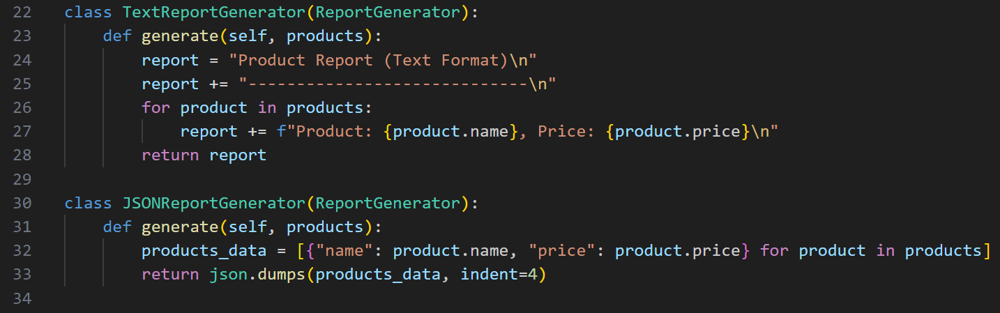 22 class TextReportGenerator(ReportGenerator):
23     def generate(self, products):
24         report = "Product Report (Text Format)\n"
25         report += "-----------------------------\n"
26         for product in products:
27             report += f"Product: {product.name}, Price: {product.price}\n"
28         return report
29
30 class JSONReportGenerator(ReportGenerator):
31     def generate(self, products):
32         products_data = [{"name": product.name, "price": product.price} for product in products]
33         return json.dumps(products_data, indent=4)
34